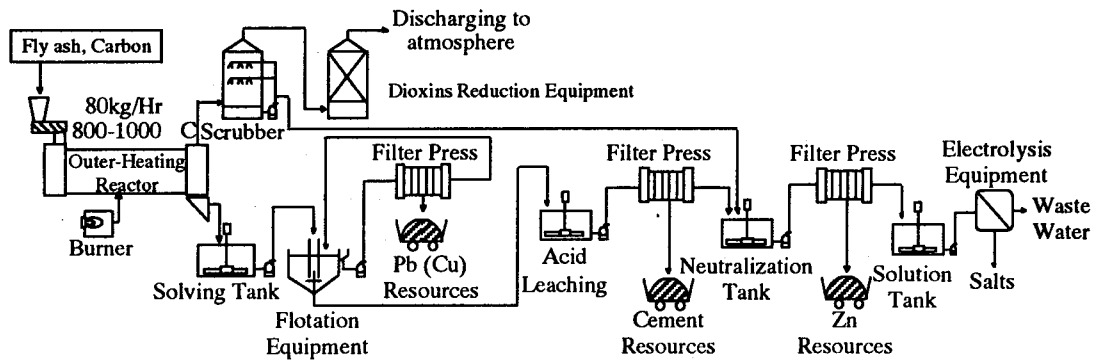 Discharging to
atmosphere
Fly ash, Carbon
Dioxins Reduction Equipment
80kg/Hr
800-1000 C
Scrubber
Outer-Heating
Reactor
Burner
Filter Press
Filter Press
Filter Press
Electrolysis
Equipment
Waste
Water
Solving Tank
Pb (Cu)
Resources
Acid
Leaching
Neutralization
Tank
Solution
Tank
Salts
Flotation
Equipment
Cement
Resources
Zn
Resources